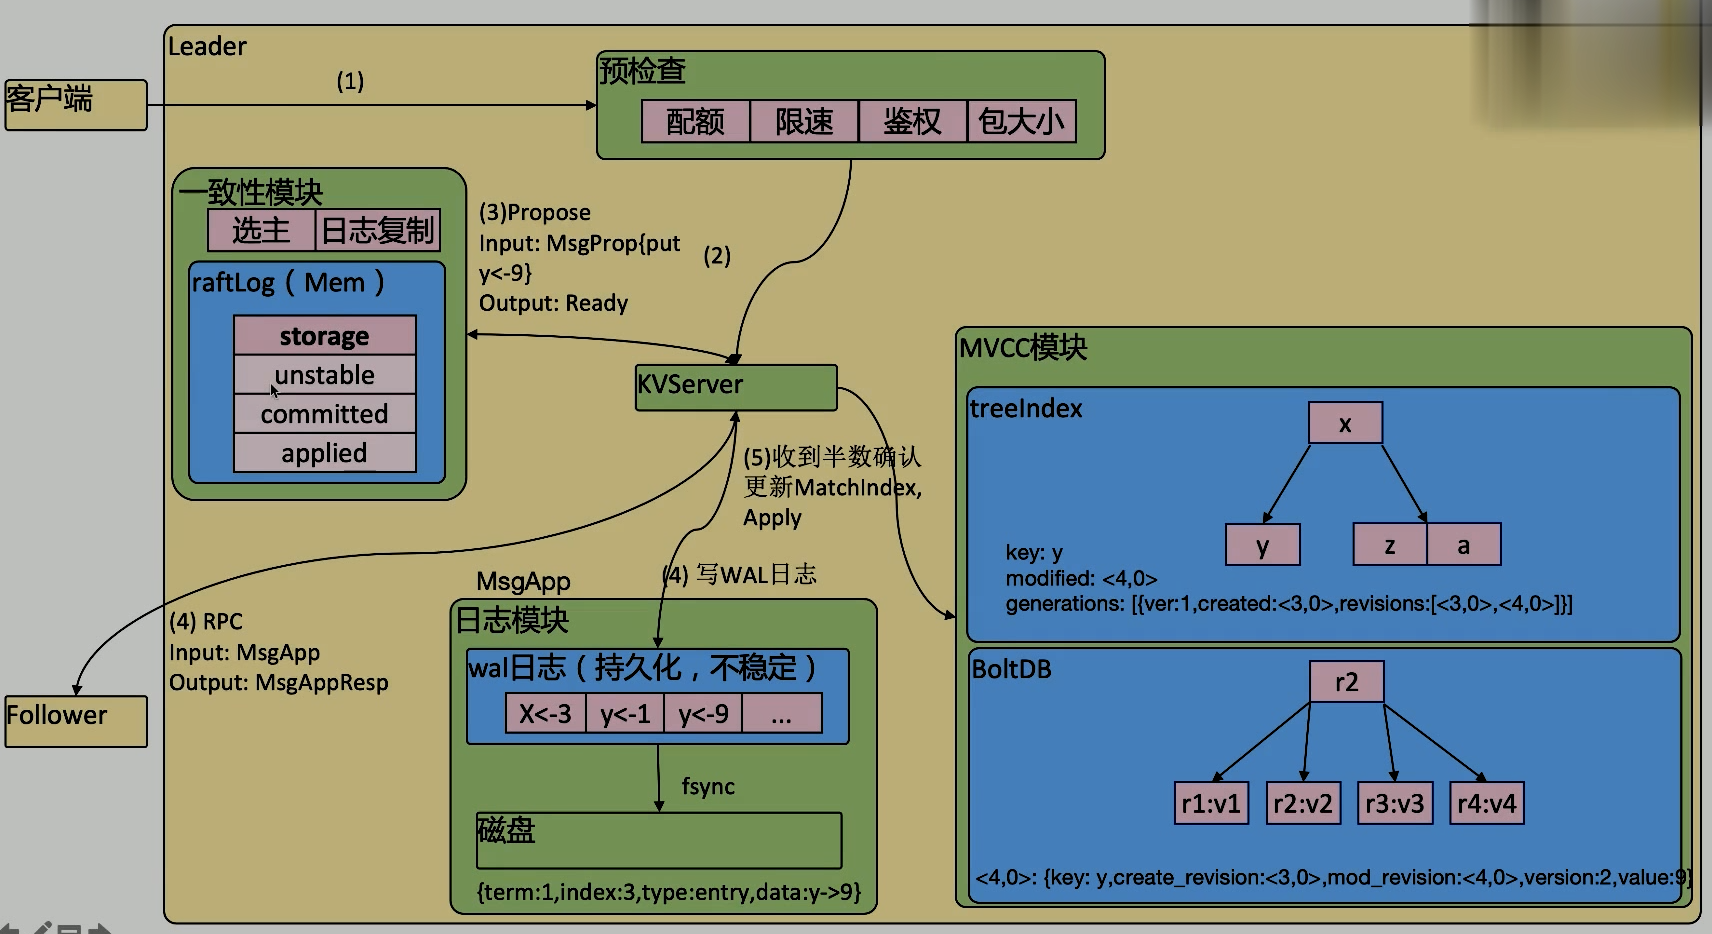 Leader
客户端
(1)
预检查
配额 限速 鉴权 包大小
一致性模块
选主 日志复制
raftLog（Mem）
storage
unstable
committed
applied
(3)Propose
Input: MsgProp{put
y<-9}
Output: Ready
(2)
KVServer
(5)收到半数确认
更新MatchIndex,
Apply
(4) 写WAL日志
MsgApp
(4) RPC
Input: MsgApp
Output: MsgAppResp
Follower
日志模块
wal日志（持久化，不稳定）
X<-3 y<-1 y<-9 ...
fsync
磁盘
{term:1,index:3,type:entry,data:y->9}
MVCC模块
treeIndex
x
y z a
key: y
modified: <4,0>
generations: [{ver:1,created:<3,0>,revisions:[<3,0>,<4,0>]}]
BoltDB
r2
r1:v1 r2:v2 r3:v3 r4:v4
<4,0>: {key: y,create_revision:<3,0>,mod_revision:<4,0>,version:2,value:9}